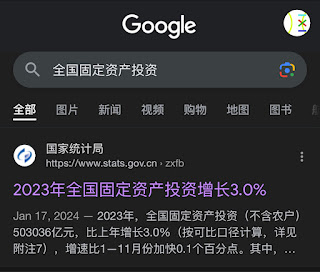 Google
全国固定资产投资
全部 图片 新闻 视频 购物 地图 图书
国家统计局
https://www.stats.gov.cn › zxfb
2023年全国固定资产投资增长3.0%
Jan 17, 2024 — 2023年，全国固定资产投资（不含农户）
503036亿元，比上年增长3.0%（按可比口径计算，详见
附注7），增速比1—11月份加快0.1个百分点。其中，...